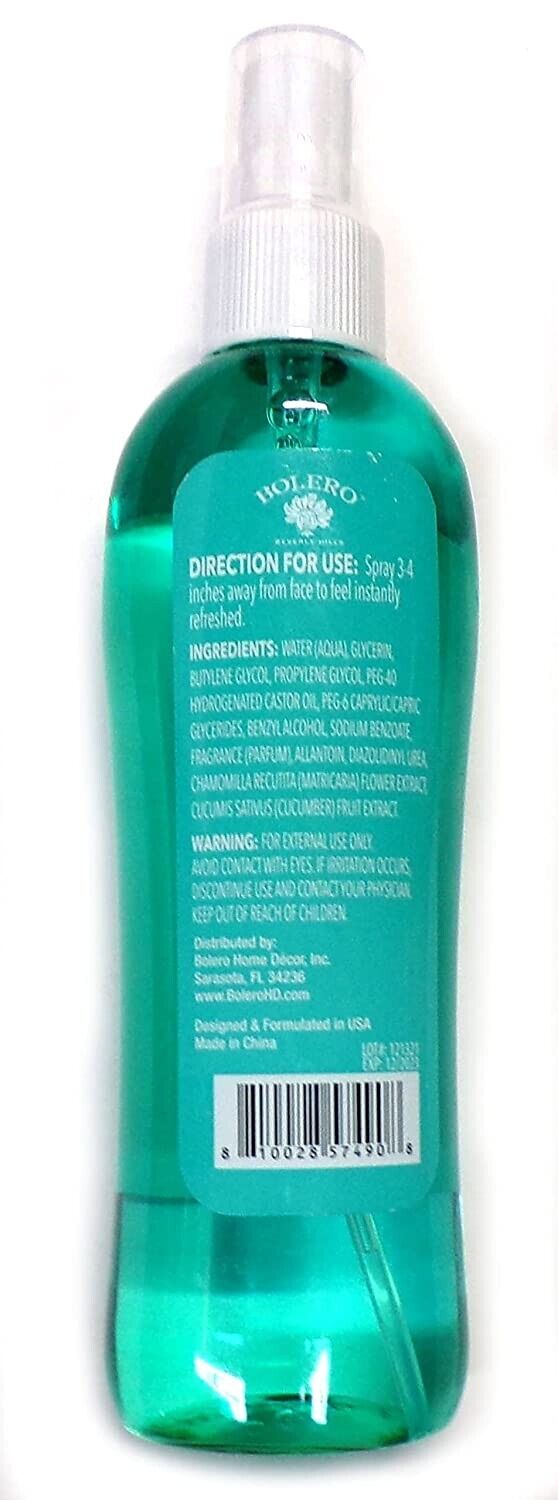 BOLERO
BEVERLY HILLS
DIRECTION FOR USE: Spray 3-4
inches away from face to feel instantly
refreshed.
INGREDIENTS: WATER (AQUA), GLYCERIN,
BUTYLENE GLYCOL, PROPYLENE GLYCOL, PEG-40
HYDROGENATED CASTOR OIL, PEG-6 CAPRYLIC/CAPRIC
GLYCERIDES, BENZYL ALCOHOL, SODIUM BENZOATE,
FRAGRANCE (PARFUM), ALLANTOIN, DIAZOLIDINYL UREA,
CHAMOMILLA RECUTITA (MATRICARIA) FLOWER EXTRACT,
CUCUMIS SATIVUS (CUCUMBER) FRUIT EXTRACT.
WARNING: FOR EXTERNAL USE ONLY.
AVOID CONTACT WITH EYES. IF IRRITATION OCCURS,
DISCONTINUE USE AND CONTACT YOUR PHYSICIAN.
KEEP OUT OF REACH OF CHILDREN.
Distributed by:
Bolero Home Décor, Inc.
Sarasota, FL 34236
www.BoleroHD.com
Designed & Formulated in USA
Made in China
LOT#: 121321
EXP: 12/2023
8 10028 57490 8